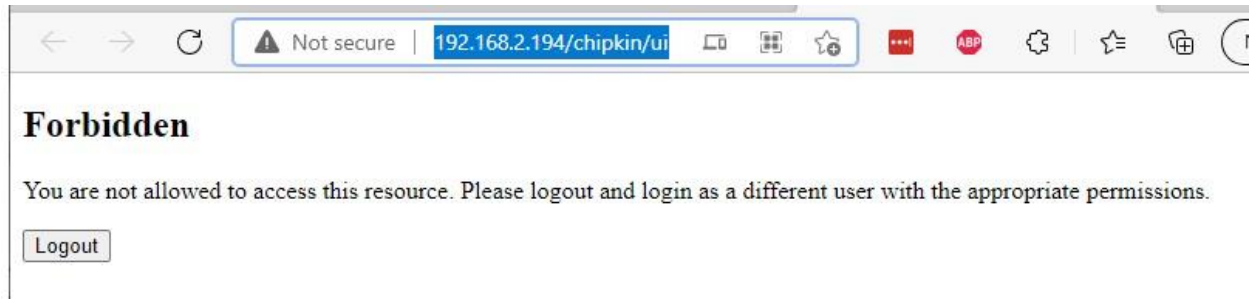 Not secure | 192.168.2.194/chipkin/ui
ABP
Forbidden
You are not allowed to access this resource. Please logout and login as a different user with the appropriate permissions.
Logout